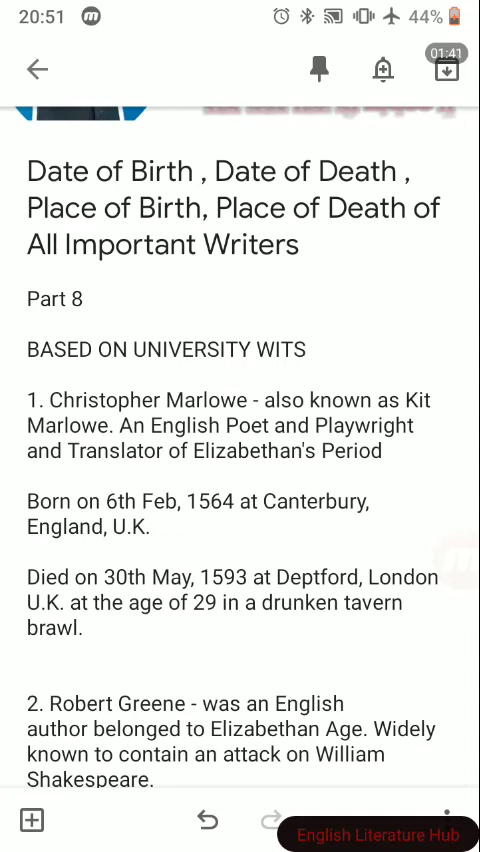 20:51
44%
01:41
Date of Birth , Date of Death ,
Place of Birth, Place of Death of
All Important Writers
Part 8
BASED ON UNIVERSITY WITS
1. Christopher Marlowe - also known as Kit
Marlowe. An English Poet and Playwright
and Translator of Elizabethan's Period
Born on 6th Feb, 1564 at Canterbury,
England, U.K.
Died on 30th May, 1593 at Deptford, London
U.K. at the age of 29 in a drunken tavern
brawl.
2. Robert Greene - was an English
author belonged to Elizabethan Age. Widely
known to contain an attack on William
Shakespeare.
English Literature Hub